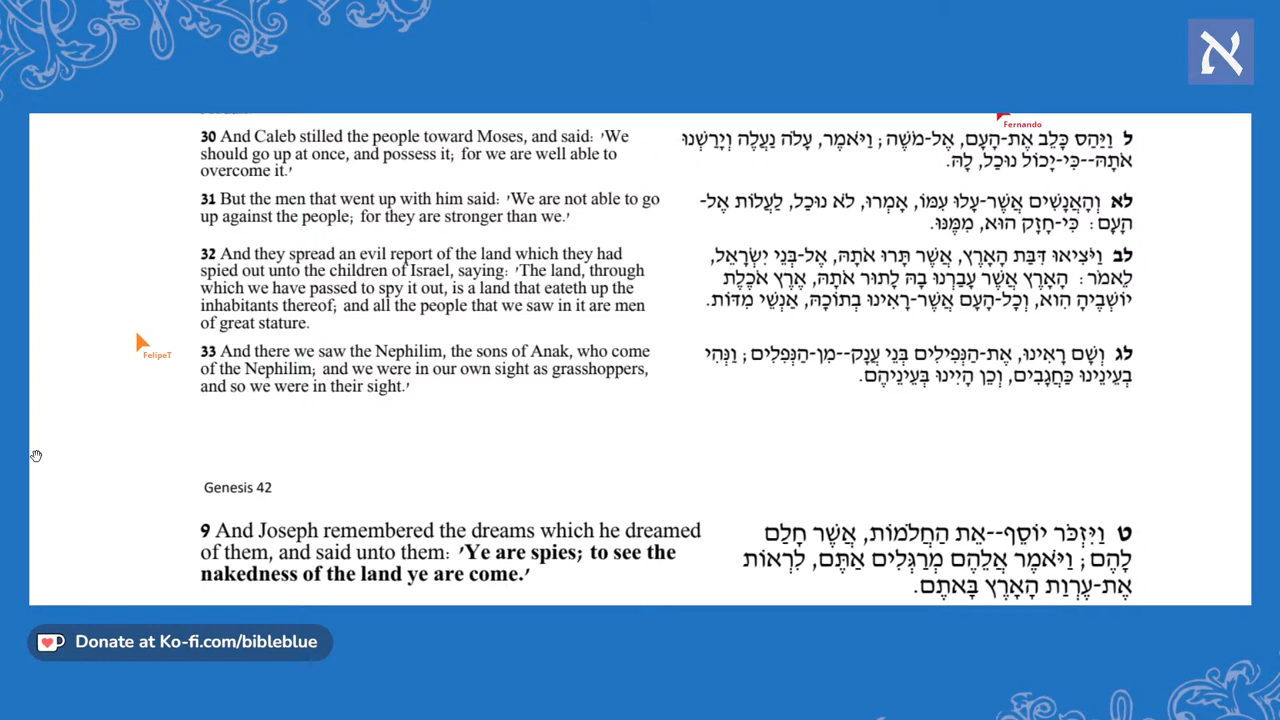 א
Fernando
30 And Caleb stilled the people toward Moses, and said: 'We
should go up at once, and possess it; for we are well able to
overcome it.'
ל וַיַּהַס כָּלֵב אֶת-הָעָם, אֶל-מֹשֶׁה; וַיֹּאמֶר, עָלֹה נַעֲלֶה וְיָרַשְׁנוּ
אֹתָהּ--כִּי-יָכוֹל נוּכַל, לָהּ.
31 But the men that went up with him said: 'We are not able to go
up against the people; for they are stronger than we.'
לא וְהָאֲנָשִׁים אֲשֶׁר-עָלוּ עִמּוֹ, אָמְרוּ, לֹא נוּכַל, לַעֲלוֹת אֶל-
הָעָם: כִּי-חָזָק הוּא, מִמֶּנּוּ.
32 And they spread an evil report of the land which they had
spied out unto the children of Israel, saying: 'The land, through
which we have passed to spy it out, is a land that eateth up the
inhabitants thereof; and all the people that we saw in it are men
of great stature.
לב וַיֹּצִיאוּ דִּבַּת הָאָרֶץ, אֲשֶׁר תָּרוּ אֹתָהּ, אֶל-בְּנֵי יִשְׂרָאֵל,
לֵאמֹר: הָאָרֶץ אֲשֶׁר עָבַרְנוּ בָהּ לָתוּר אֹתָהּ, אֶרֶץ אֹכֶלֶת
יוֹשְׁבֶיהָ הִוא, וְכָל-הָעָם אֲשֶׁר-רָאִינוּ בְתוֹכָהּ, אַנְשֵׁי מִדּוֹת.
FelipeT
33 And there we saw the Nephilim, the sons of Anak, who come
of the Nephilim; and we were in our own sight as grasshoppers,
and so we were in their sight.'
לג וְשָׁם רָאִינוּ, אֶת-הַנְּפִילִים בְּנֵי עֲנָק--מִן-הַנְּפִלִים; וַנְּהִי
בְעֵינֵינוּ כַּחֲגָבִים, וְכֵן הָיִינוּ בְּעֵינֵיהֶם.
Genesis 42
9 And Joseph remembered the dreams which he dreamed
of them, and said unto them: 'Ye are spies; to see the
nakedness of the land ye are come.'
ט וַיִּזְכֹּר יוֹסֵף--אֵת הַחֲלֹמוֹת, אֲשֶׁר חָלַם
לָהֶם; וַיֹּאמֶר אֲלֵהֶם מְרַגְּלִים אַתֶּם, לִרְאוֹת
אֶת-עֶרְוַת הָאָרֶץ בָּאתֶם.
Donate at Ko-fi.com/bibleblue